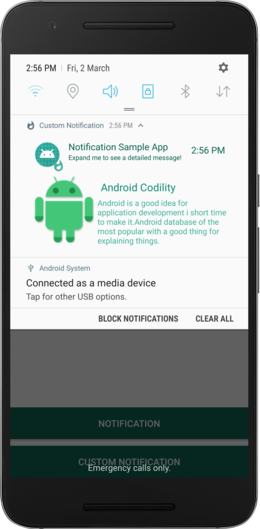 2:56 PM | Fri, 2 March
Custom Notification 2:56 PM
Notification Sample App 2:56 PM
Expand me to see a detailed message!
Android Codility
Android is a good idea for
application development i short time
to make it.Android database of the
most popular with a good thing for
explaining things.
Android System
Connected as a media device
Tap for other USB options.
BLOCK NOTIFICATIONS CLEAR ALL
NOTIFICATION
CUSTOM NOTIFICATION
Emergency calls only.